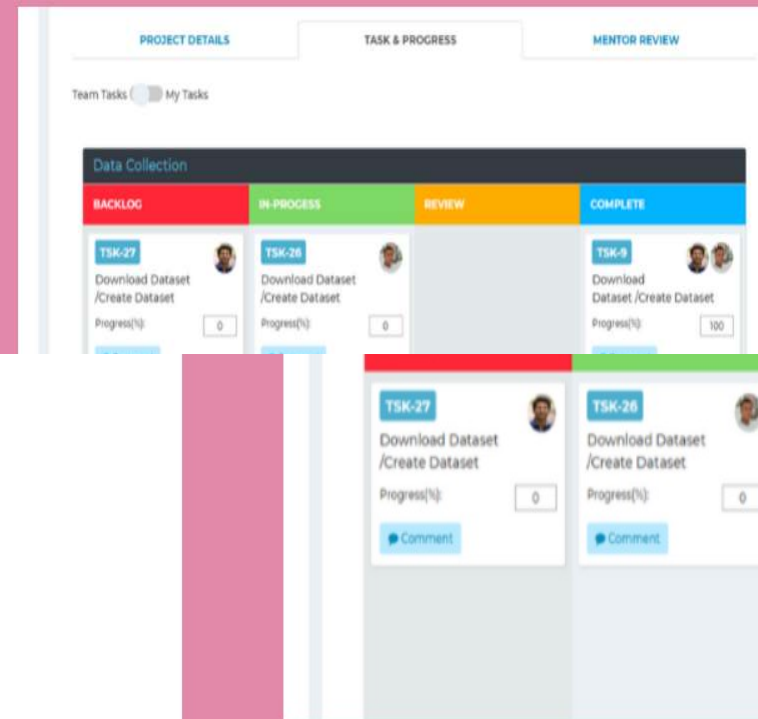 PROJECT DETAILS TASK & PROGRESS MENTOR REVIEW
Team Tasks My Tasks
Data Collection
BACKLOG IN-PROGESS REVIEW COMPLETE
TSK-27 TSK-26 TSK-9
Download Dataset Download Dataset Download
/Create Dataset /Create Dataset Dataset /Create Dataset
Progress(%): 0 Progress(%): 0 Progress(%): 100
TSK-27 TSK-26
Download Dataset Download Dataset
/Create Dataset /Create Dataset
Progress(%): 0 Progress(%): 0
Comment Comment